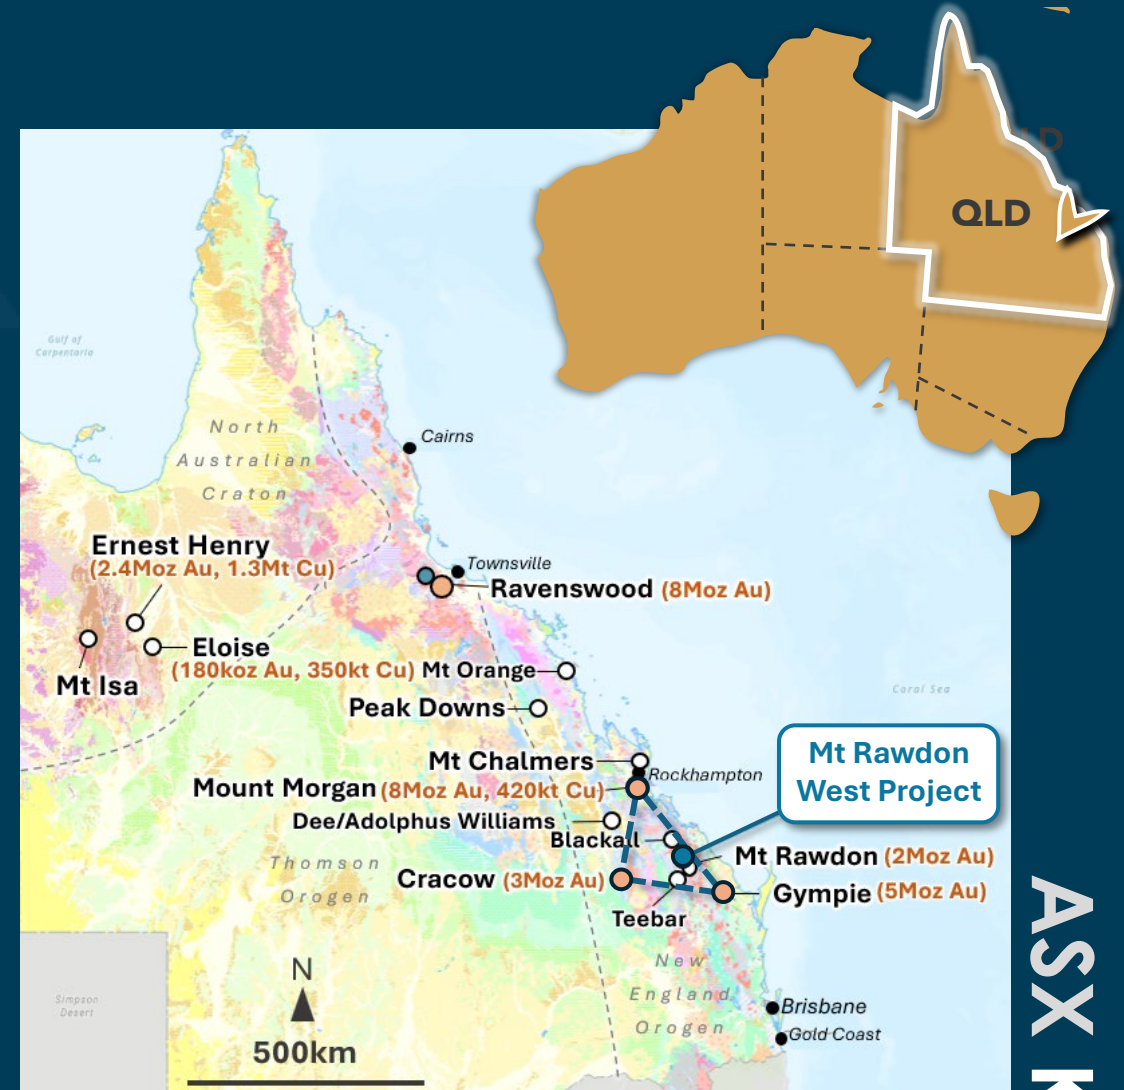 QLD
Gulf of
Carpentaria
North
Australian
Craton
Cairns
Ernest Henry
(2.4Moz Au, 1.3Mt Cu)
Townsville
Ravenswood (8Moz Au)
Eloise
(180koz Au, 350kt Cu)
Mt Isa
Mt Orange
Coral Sea
Peak Downs
Mt Rawdon
West Project
Mt Chalmers
Rockhampton
Mount Morgan (8Moz Au, 420kt Cu)
Dee/Adolphus Williams
Blackall
Mt Rawdon (2Moz Au)
Thomson
Orogen
Cracow (3Moz Au)
Gympie (5Moz Au)
Teebar
New
England
Orogen
N
500km
Simpson
Desert
Brisbane
Gold Coast
ASX